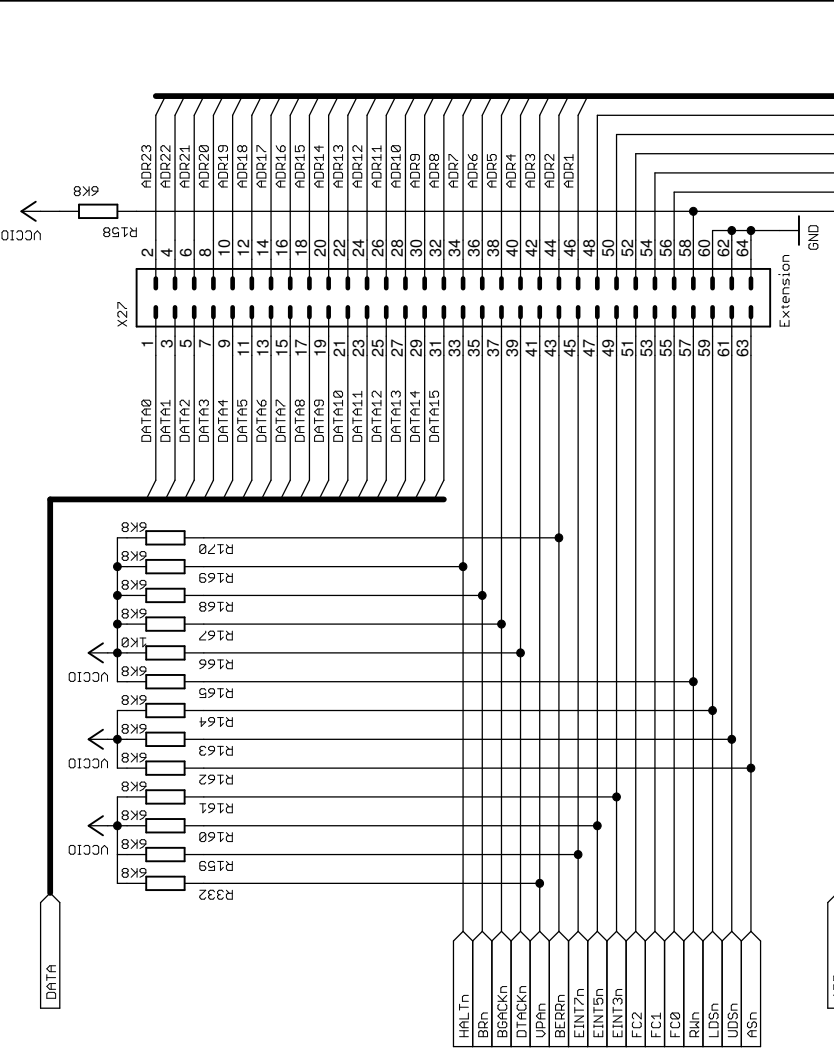 ADR23
ADR22
ADR21
ADR20
ADR19
ADR18
ADR17
ADR16
ADR15
ADR14
ADR13
ADR12
ADR11
ADR10
ADR9
ADR8
ADR7
ADR6
ADR5
ADR4
ADR3
ADR2
ADR1
6K8
R158
VCCIO
2
4
6
8
10
12
14
16
18
20
22
24
26
28
30
32
34
36
38
40
42
44
46
48
50
52
54
56
58
60
62
64
GND
X27
Extension
1
3
5
7
9
11
13
15
17
19
21
23
25
27
29
31
33
35
37
39
41
43
45
47
49
51
53
55
57
59
61
63
DATA0
DATA1
DATA2
DATA3
DATA4
DATA5
DATA6
DATA7
DATA8
DATA9
DATA10
DATA11
DATA12
DATA13
DATA14
DATA15
6K8
R170
6K8
R169
6K8
R168
6K8
R167
1K0
R166
VCCIO
6K8
R165
6K8
R164
6K8
R163
VCCIO
6K8
R162
6K8
R161
6K8
R160
VCCIO
6K8
R159
6K8
R332
DATA
HALTn
BRn
BGACKn
DTACKn
VPAn
BERRn
EINT7n
EINT5n
EINT3n
FC2
FC1
FC0
RWn
LDSn
UDSn
ASn